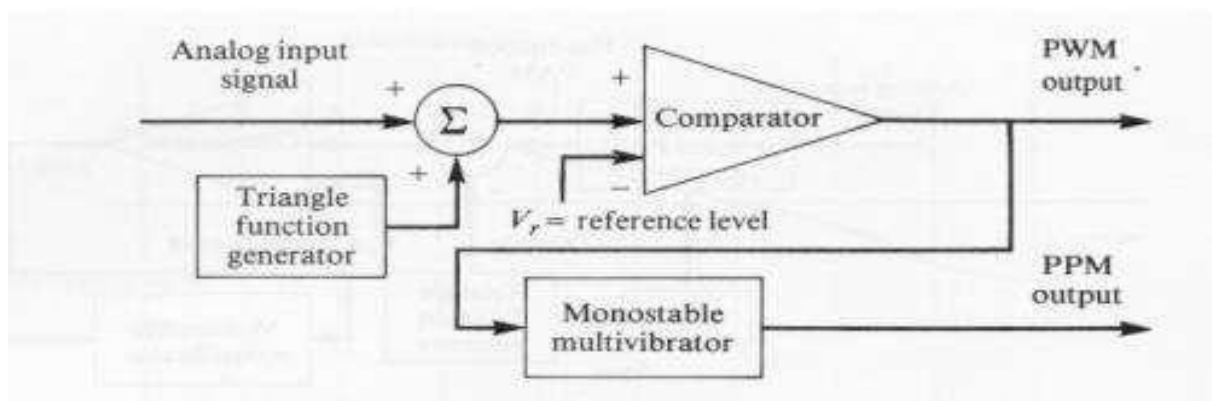 Analog input
signal
+
Σ
+
Triangle
function
generator
+
Comparator
−
V_r = reference level
PWM
output
Monostable
multivibrator
PPM
output